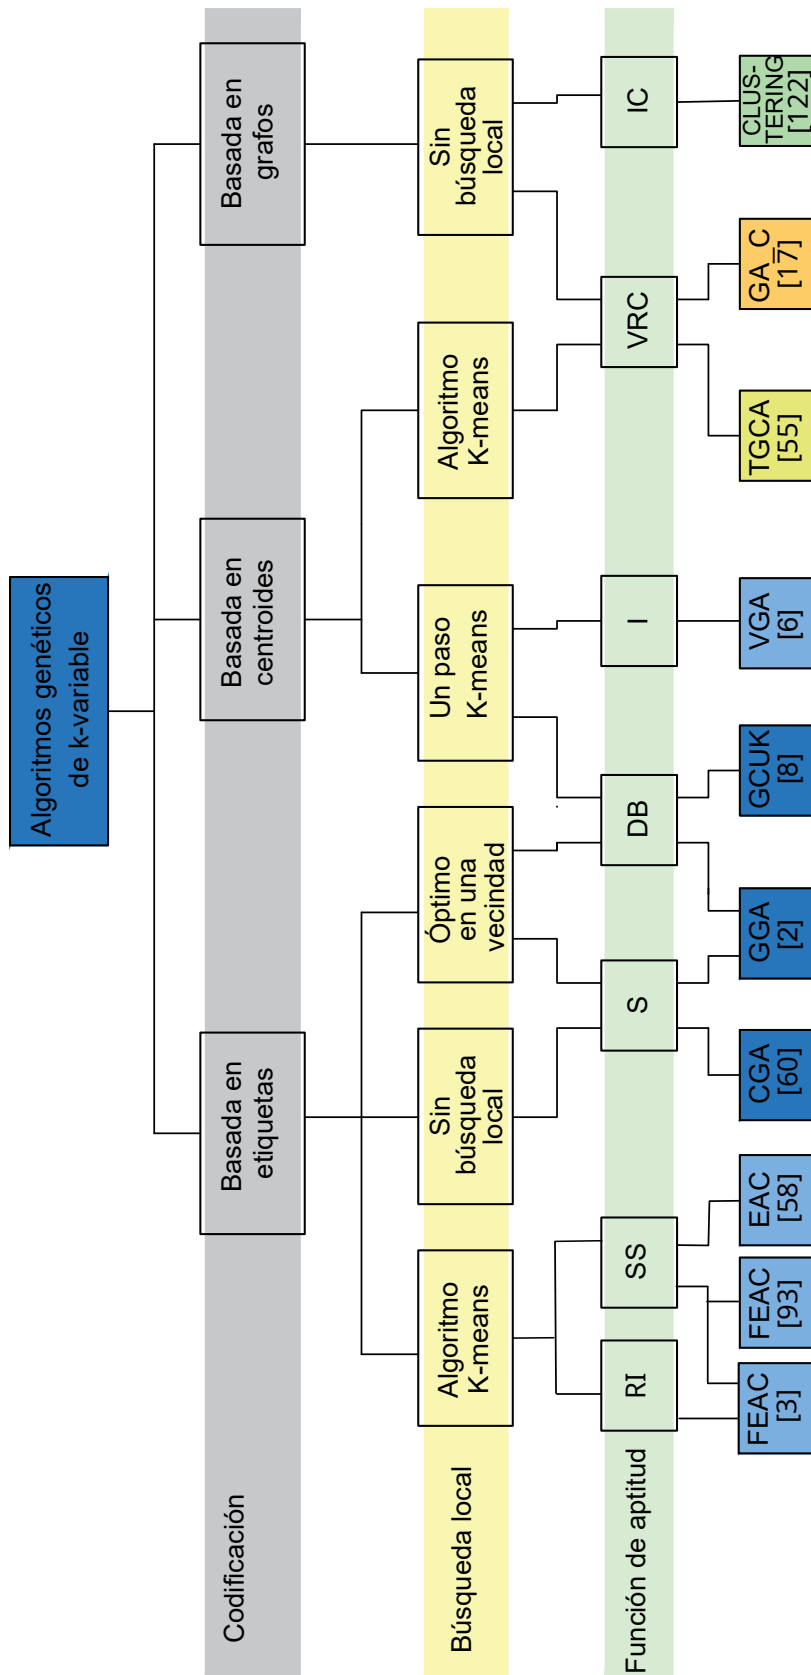 Algoritmos genéticos
de k-variable
Codificación
Basada en
etiquetas
Basada en
centroides
Basada en
grafos
Búsqueda local
Algoritmo
K-means
Sin
búsqueda
local
Óptimo
en una
vecindad
Un paso
K-means
Algoritmo
K-means
Sin
búsqueda
local
Función de aptitud
RI
SS
S
DB
I
VRC
IC
FEAC
[3]
FEAC
[93]
EAC
[58]
CGA
[60]
GGA
[2]
GCUK
[8]
VGA
[6]
TGCA
[55]
GA_C
[17]
CLUS-
TERING
[122]